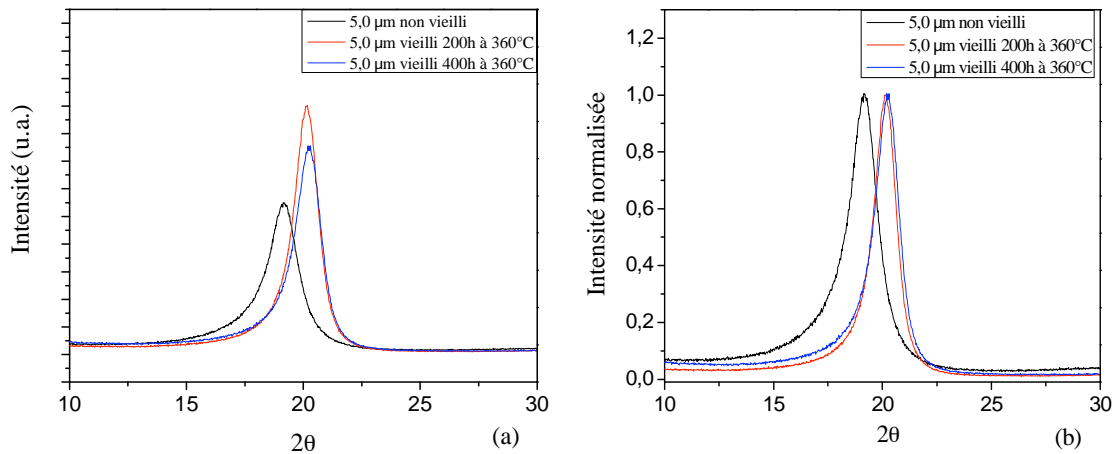 5,0 µm non vieilli
5,0 µm vieilli 200h à 360°C
5,0 µm vieilli 400h à 360°C
Intensité (u.a.)
10 15 20 25 30
2θ
(a)
5,0 µm non vieilli
5,0 µm vieilli 200h à 360°C
5,0 µm vieilli 400h à 360°C
Intensité normalisée
1,2
1,0
0,8
0,6
0,4
0,2
0,0
10 15 20 25 30
2θ
(b)